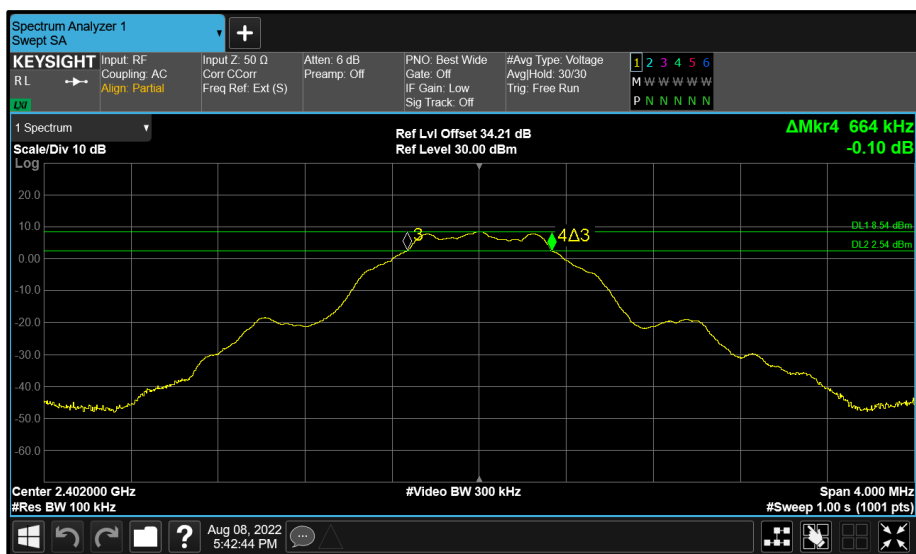 Spectrum Analyzer 1
Swept SA
+
KEYSIGHT
RL
LXI
Input: RF
Coupling: AC
Align: Partial
Input Z: 50 Ω
Corr CCorr
Freq Ref: Ext (S)
Atten: 6 dB
Preamp: Off
PNO: Best Wide
Gate: Off
IF Gain: Low
Sig Track: Off
#Avg Type: Voltage
Avg|Hold: 30/30
Trig: Free Run
1 2 3 4 5 6
M W W W W W
P N N N N N
1 Spectrum
Scale/Div 10 dB
Ref Lvl Offset 34.21 dB
Ref Level 30.00 dBm
ΔMkr4 664 kHz
-0.10 dB
Log
20.0
10.0
0.00
-10.0
-20.0
-30.0
-40.0
-50.0
-60.0
3
4Δ3
DL1 8.54 dBm
DL2 2.54 dBm
Center 2.402000 GHz
#Res BW 100 kHz
#Video BW 300 kHz
Span 4.000 MHz
#Sweep 1.00 s (1001 pts)
?
Aug 08, 2022
5:42:44 PM